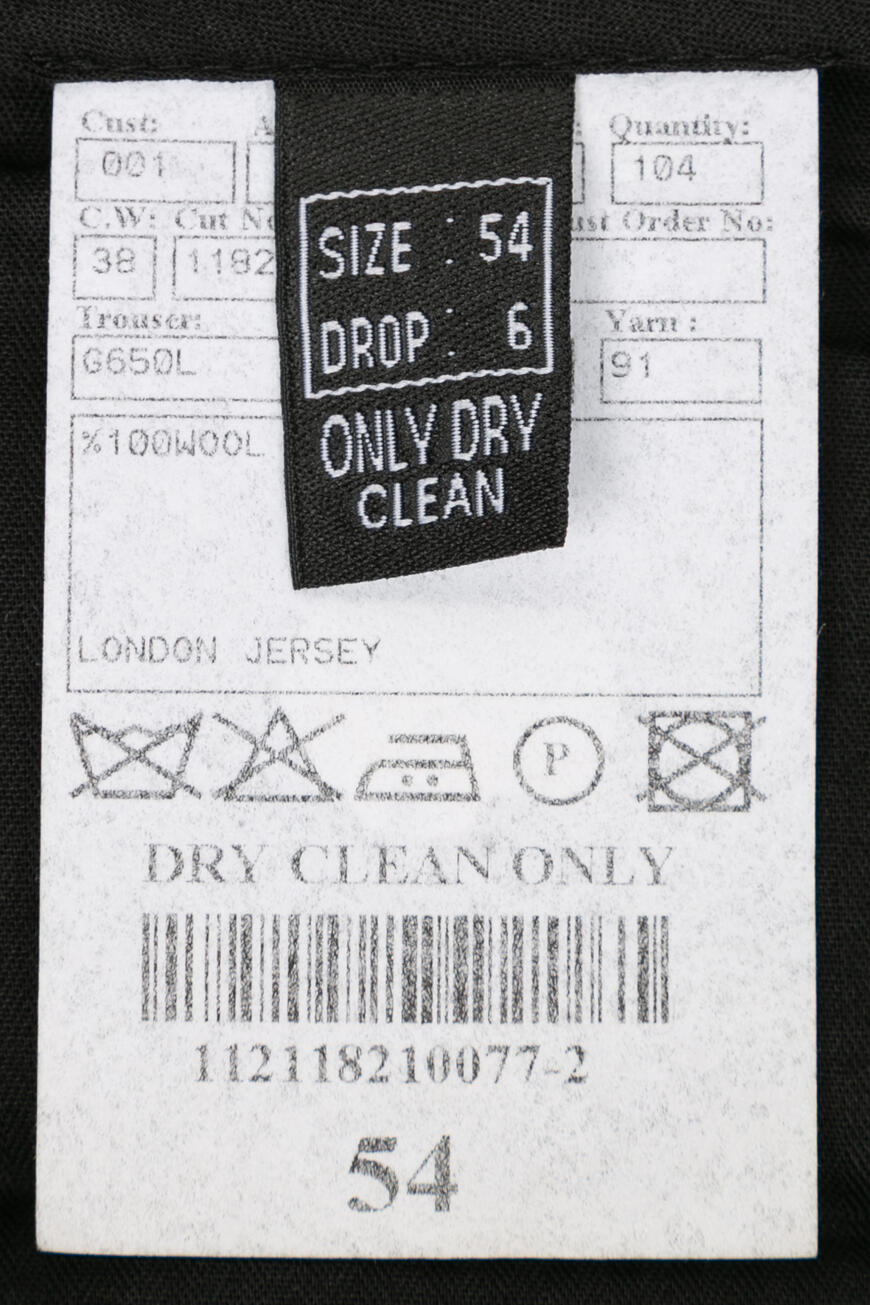 Cust: Quantity:
001 104
C.W: Cut No ust Order No:
38 1182
Trouser: Yarn :
G650L 91
%100WOOL
LONDON JERSEY
SIZE : 54
DROP : 6
ONLY DRY
CLEAN
P
DRY CLEAN ONLY
112118210077-2
54